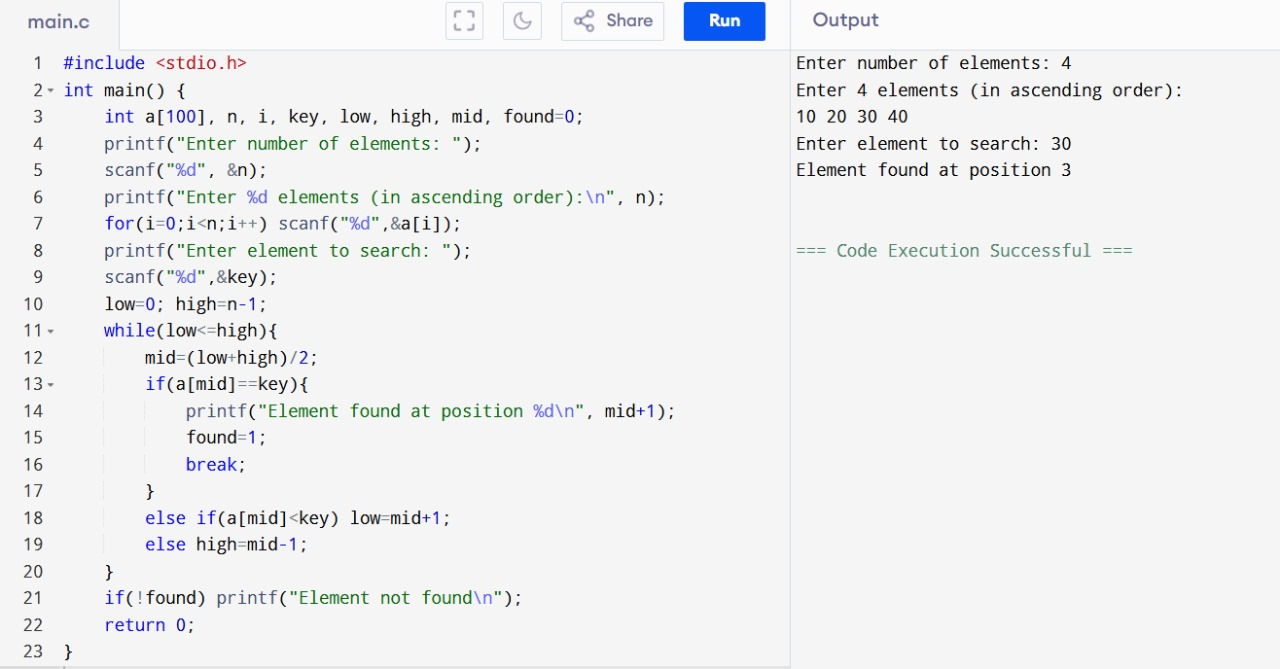 main.c
Share
Run
Output
1 #include <stdio.h>
2 int main() {
3     int a[100], n, i, key, low, high, mid, found=0;
4     printf("Enter number of elements: ");
5     scanf("%d", &n);
6     printf("Enter %d elements (in ascending order):\n", n);
7     for(i=0;i<n;i++) scanf("%d",&a[i]);
8     printf("Enter element to search: ");
9     scanf("%d",&key);
10     low=0; high=n-1;
11     while(low<=high){
12         mid=(low+high)/2;
13         if(a[mid]==key){
14             printf("Element found at position %d\n", mid+1);
15             found=1;
16             break;
17         }
18         else if(a[mid]<key) low=mid+1;
19         else high=mid-1;
20     }
21     if(!found) printf("Element not found\n");
22     return 0;
23 }
Enter number of elements: 4
Enter 4 elements (in ascending order):
10 20 30 40
Enter element to search: 30
Element found at position 3
=== Code Execution Successful ===